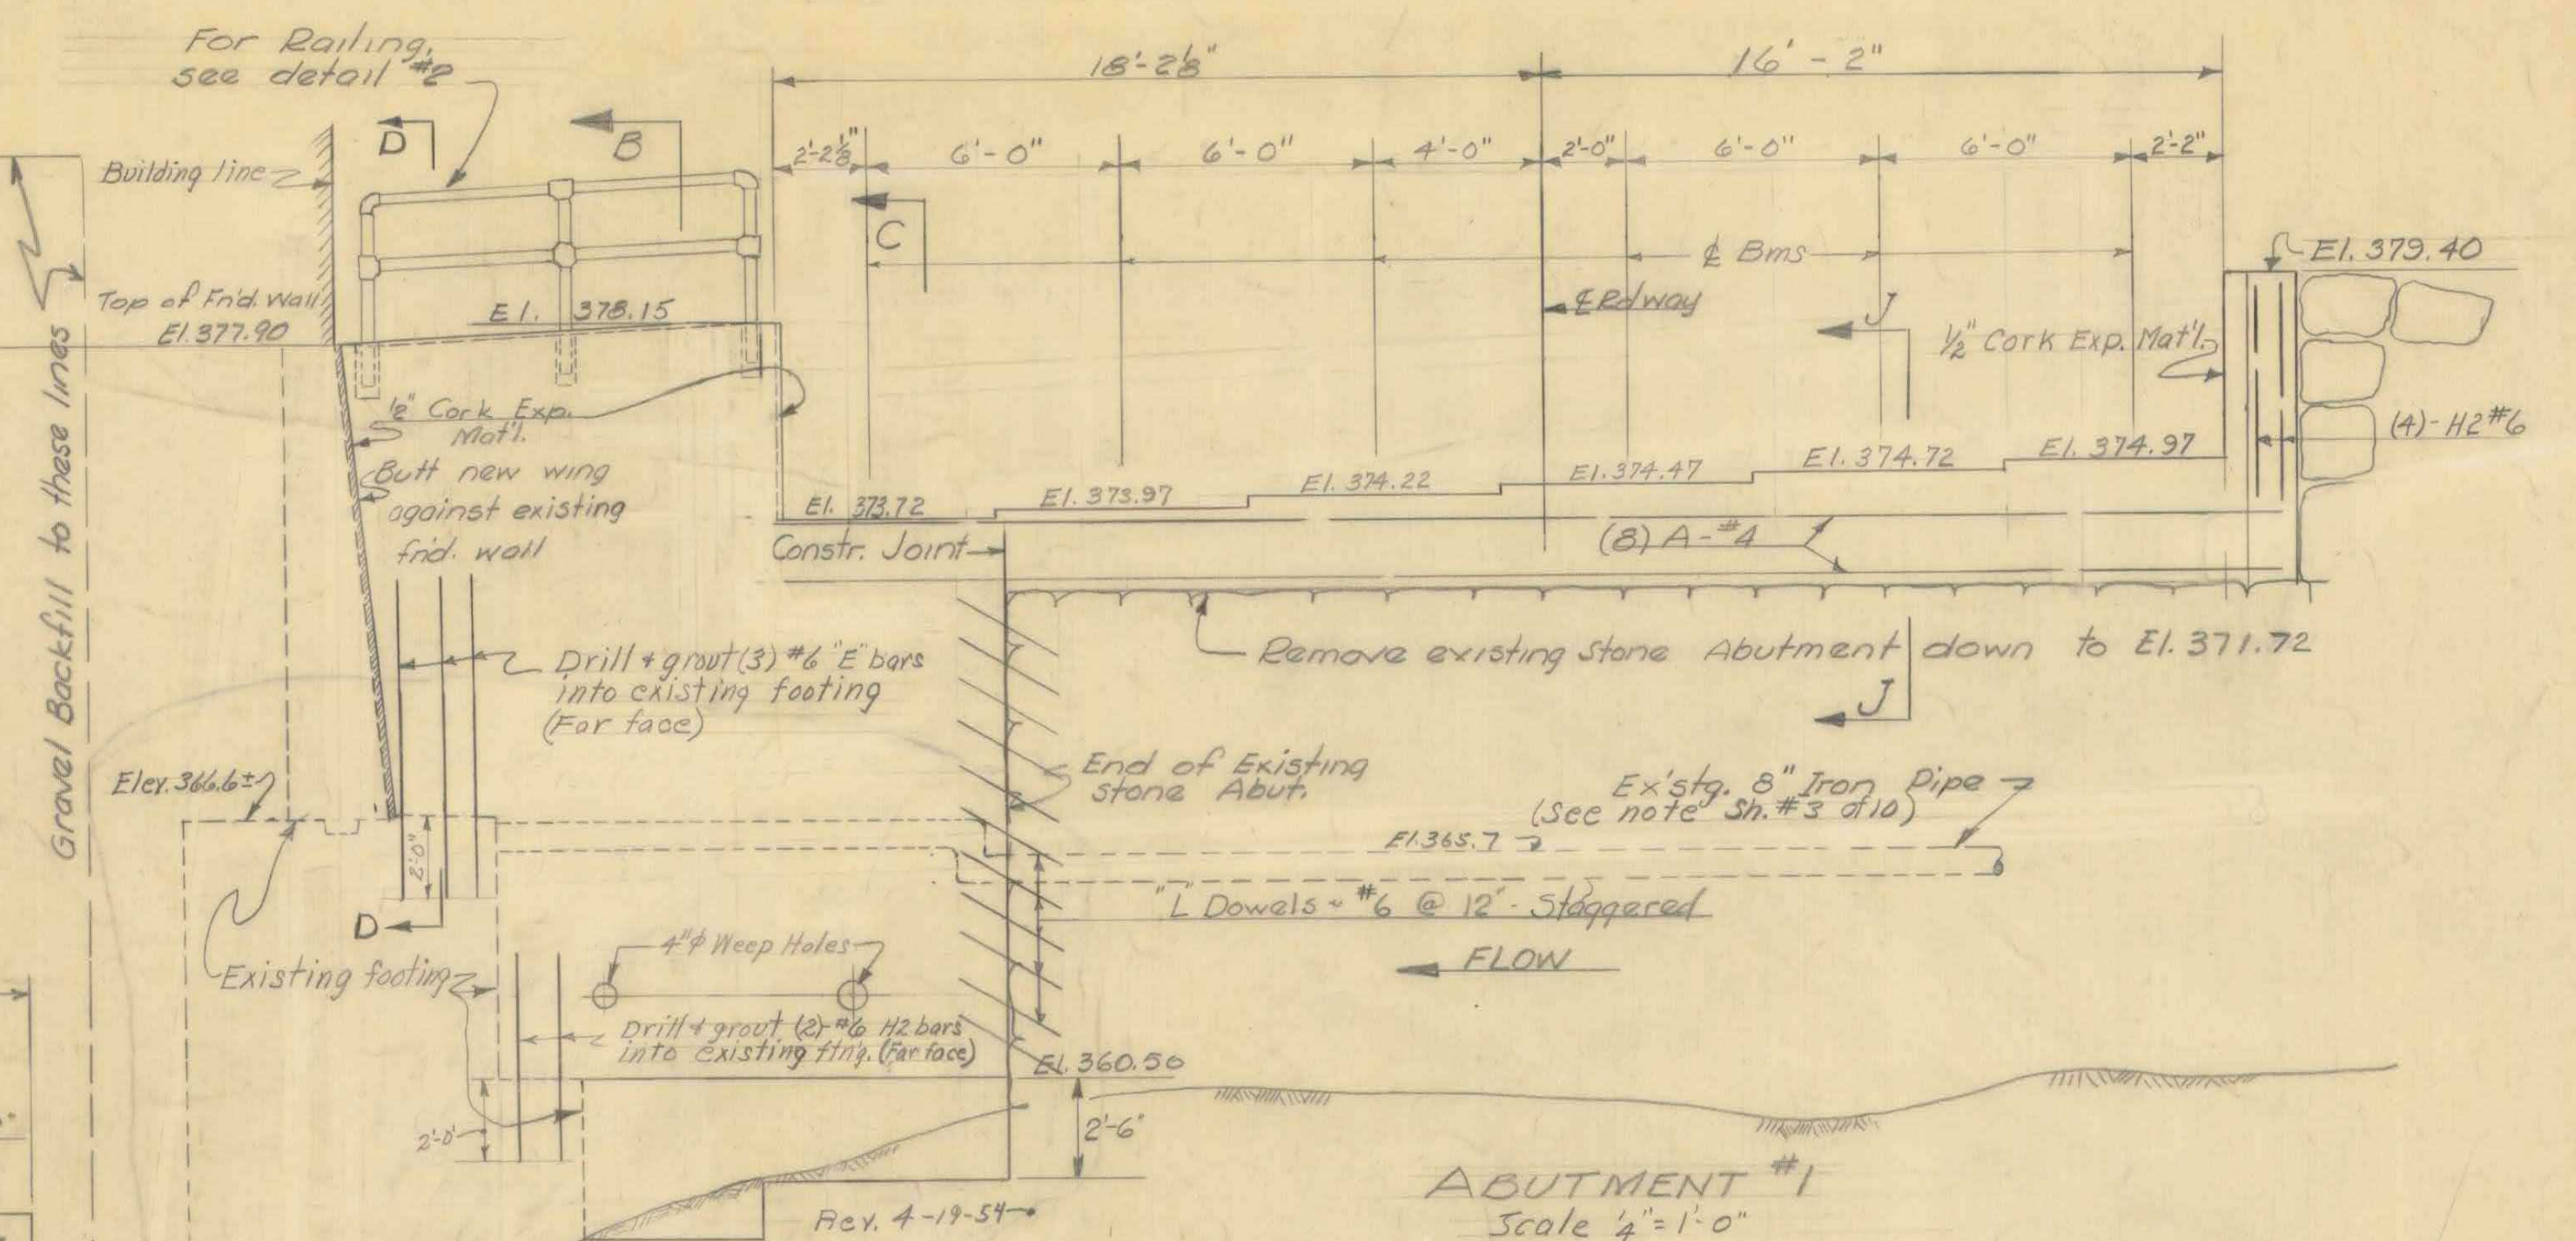 For Railing,
see detail #2
18'-2⅛"
16' - 2"
D
B
2'-2⅛"
6'-0"
6'-0"
4'-0"
2'-0"
6'-0"
6'-0"
2'-2"
Building line
C
℄ Bms
El. 379.40
Top of Fn'd. wall
El. 377.90
El. 378.15
℄ Rdway
J
½" Cork Exp. Mat'l.
½" Cork Exp.
Mat'l.
(4)-H2#6
Butt new wing
against existing
fn'd. wall
El. 373.72
El. 373.97
El. 374.22
El. 374.47
El. 374.72
El. 374.97
Gravel Backfill to these lines
Constr. Joint
(8) A-#4
Drill & grout (3) #6 "E" bars
into existing footing
(Far face)
Remove existing Stone Abutment down to El. 371.72
J
Elev. 366.6±
End of Existing
Stone Abut.
Ex'stg. 8" Iron Pipe
(See note Sh. #3 of 10)
El. 365.7
2'-0"
"L" Dowels ~ #6 @ 12" - Staggered
D
4"φ Weep Holes
FLOW
Existing footing
Drill & grout (2)-#6 H2 bars
into existing ftn'g. (Far face)
El. 360.50
2'-0"
2'-6"
ABUTMENT #1
Scale ¼" = 1'-0"
Rev. 4-19-54